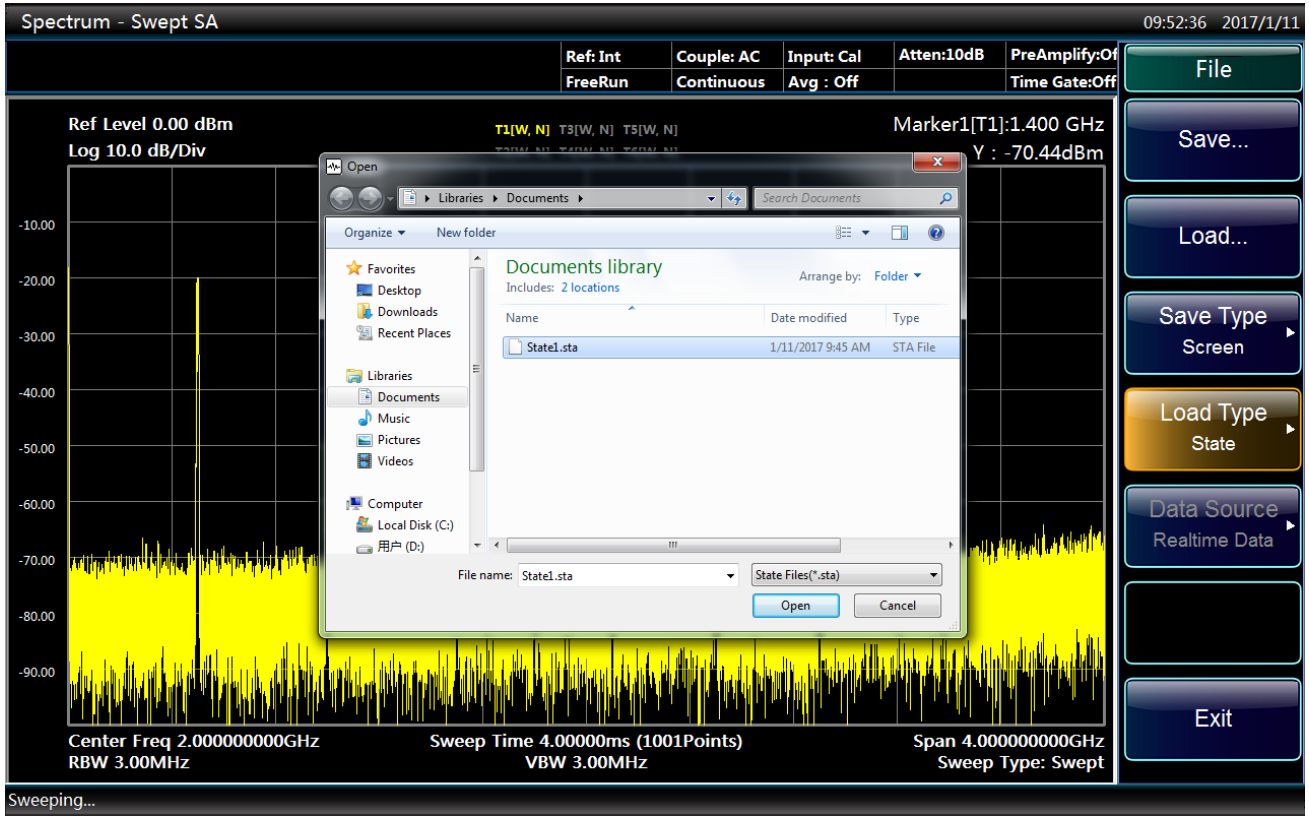 Spectrum - Swept SA
09:52:36 2017/1/11
Ref: Int Couple: AC Input: Cal Atten:10dB PreAmplify:Of
FreeRun Continuous Avg : Off Time Gate:Off
Ref Level 0.00 dBm
Log 10.0 dB/Div
T1[W, N] T3[W, N] T5[W, N]
Marker1[T1]:1.400 GHz
Y : -70.44dBm
-10.00
-20.00
-30.00
-40.00
-50.00
-60.00
-70.00
-80.00
-90.00
Open
Libraries Documents
Search Documents
Organize New folder
Favorites
Desktop
Downloads
Recent Places
Libraries
Documents
Music
Pictures
Videos
Computer
Local Disk (C:)
用户 (D:)
Documents library
Includes: 2 locations
Arrange by: Folder
Name Date modified Type
State1.sta 1/11/2017 9:45 AM STA File
File name: State1.sta State Files(*.sta)
Open Cancel
Center Freq 2.000000000GHz Sweep Time 4.00000ms (1001Points) Span 4.000000000GHz
RBW 3.00MHz VBW 3.00MHz Sweep Type: Swept
Sweeping...
File
Save...
Load...
Save Type
Screen
Load Type
State
Data Source
Realtime Data
Exit